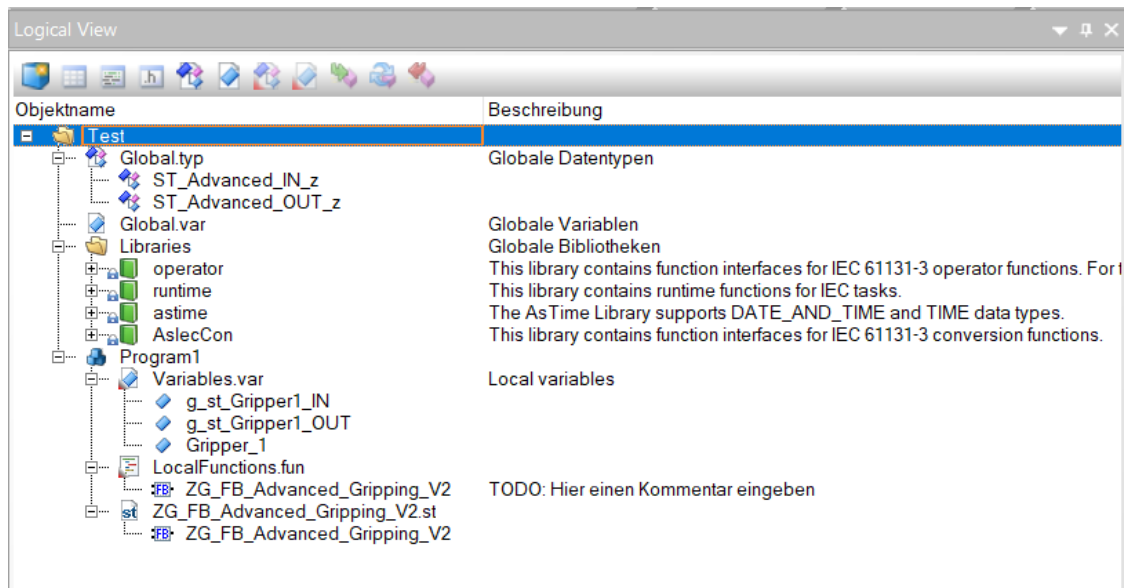 Logical View
Objektname Beschreibung
Test
Global.typ Globale Datentypen
ST_Advanced_IN_z
ST_Advanced_OUT_z
Global.var Globale Variablen
Libraries Globale Bibliotheken
operator This library contains function interfaces for IEC 61131-3 operator functions. For
runtime This library contains runtime functions for IEC tasks.
astime The AsTime Library supports DATE_AND_TIME and TIME data types.
AsIecCon This library contains function interfaces for IEC 61131-3 conversion functions.
Program1
Variables.var Local variables
g_st_Gripper1_IN
g_st_Gripper1_OUT
Gripper_1
LocalFunctions.fun
FB ZG_FB_Advanced_Gripping_V2 TODO: Hier einen Kommentar eingeben
st ZG_FB_Advanced_Gripping_V2.st
FB ZG_FB_Advanced_Gripping_V2